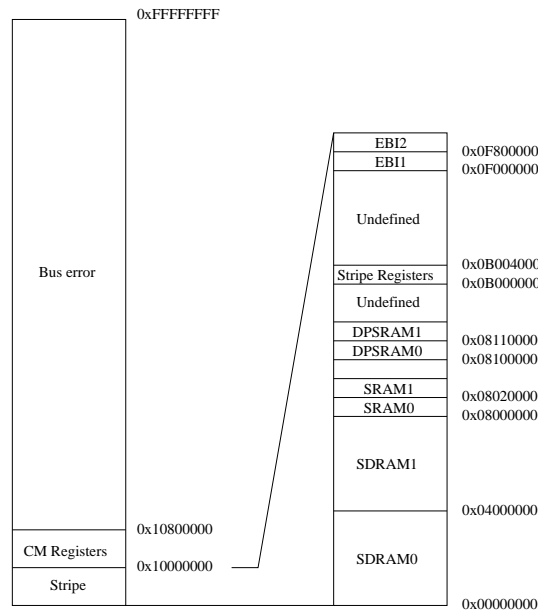 0xFFFFFFFF
Bus error
0x10800000
CM Registers
0x10000000
Stripe
EBI2
0x0F800000
EBI1
0x0F000000
Undefined
0x0B004000
Stripe Registers
0x0B000000
Undefined
DPSRAM1
0x08110000
DPSRAM0
0x08100000
SRAM1
0x08020000
SRAM0
0x08000000
SDRAM1
0x04000000
SDRAM0
0x00000000